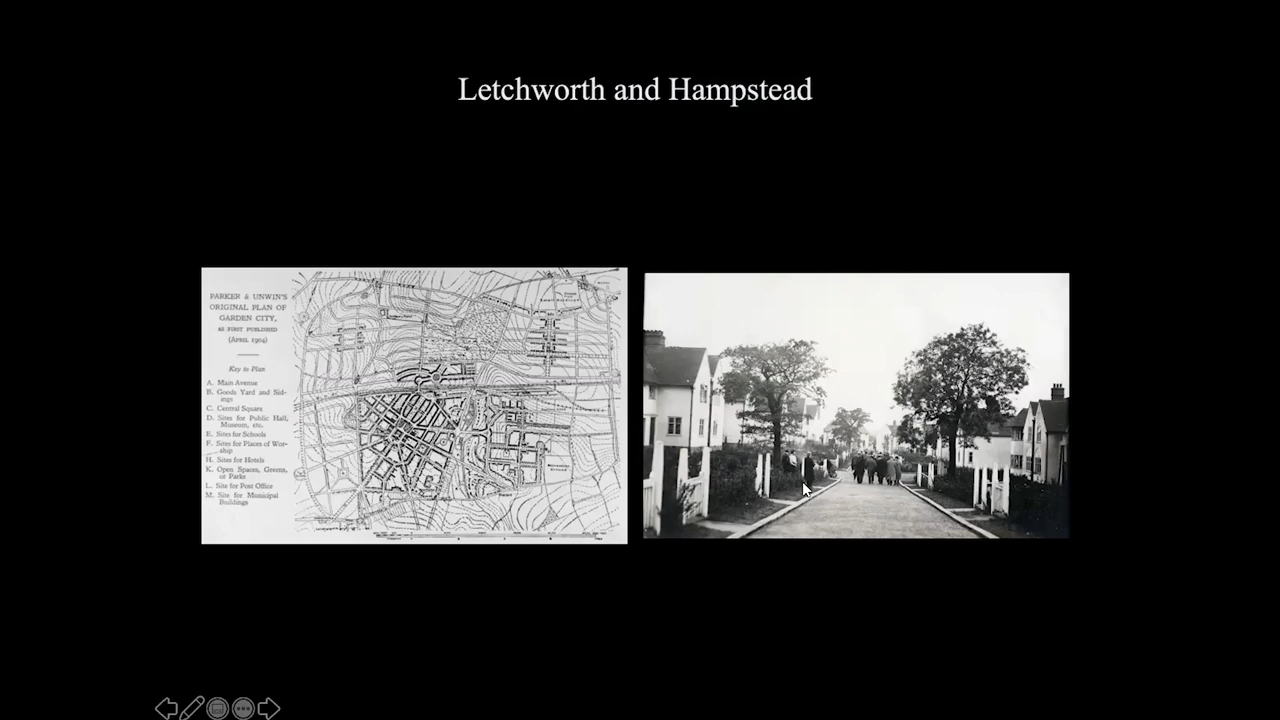 Letchworth and Hampstead
PARKER & UNWIN'S
ORIGINAL PLAN OF
GARDEN CITY,
AS FIRST PUBLISHED
(APRIL 1904)
Key to Plan
A. Main Avenue
B. Goods Yard and Sid-
ings
C. Central Square
D. Sites for Public Hall,
Museum, etc.
E. Sites for Schools
F. Sites for Places of Wor-
ship
H. Sites for Hotels
K. Open Spaces, Greens,
or Parks
L. Site for Post Office
M. Site for Municipal
Buildings